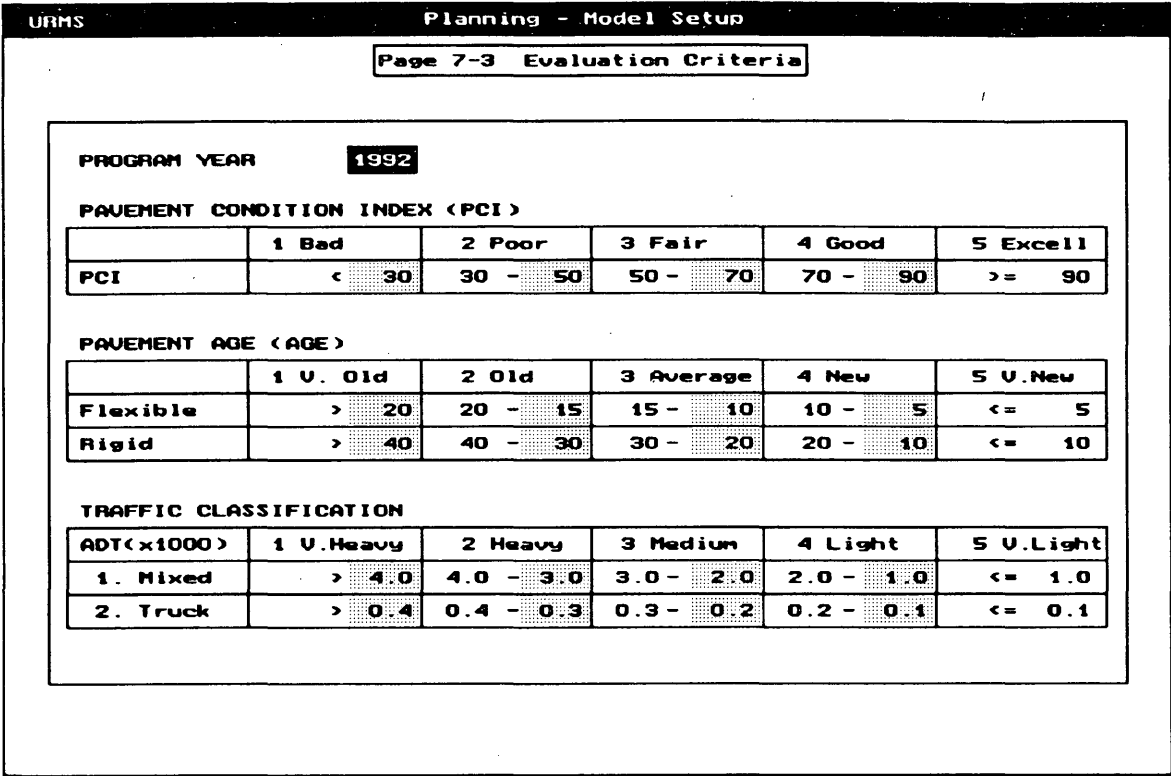 URMS Planning - Model Setup
Page 7-3 Evaluation Criteria
PROGRAM YEAR 1992
PAVEMENT CONDITION INDEX (PCI)
1 Bad 2 Poor 3 Fair 4 Good 5 Excell
PCI < 30 30 - 50 50 - 70 70 - 90 >= 90
PAVEMENT AGE (AGE)
1 V. Old 2 Old 3 Average 4 New 5 V.New
Flexible > 20 20 - 15 15 - 10 10 - 5 <= 5
Rigid > 40 40 - 30 30 - 20 20 - 10 <= 10
TRAFFIC CLASSIFICATION
ADT(x1000) 1 V.Heavy 2 Heavy 3 Medium 4 Light 5 V.Light
1. Mixed > 4.0 4.0 - 3.0 3.0 - 2.0 2.0 - 1.0 <= 1.0
2. Truck > 0.4 0.4 - 0.3 0.3 - 0.2 0.2 - 0.1 <= 0.1